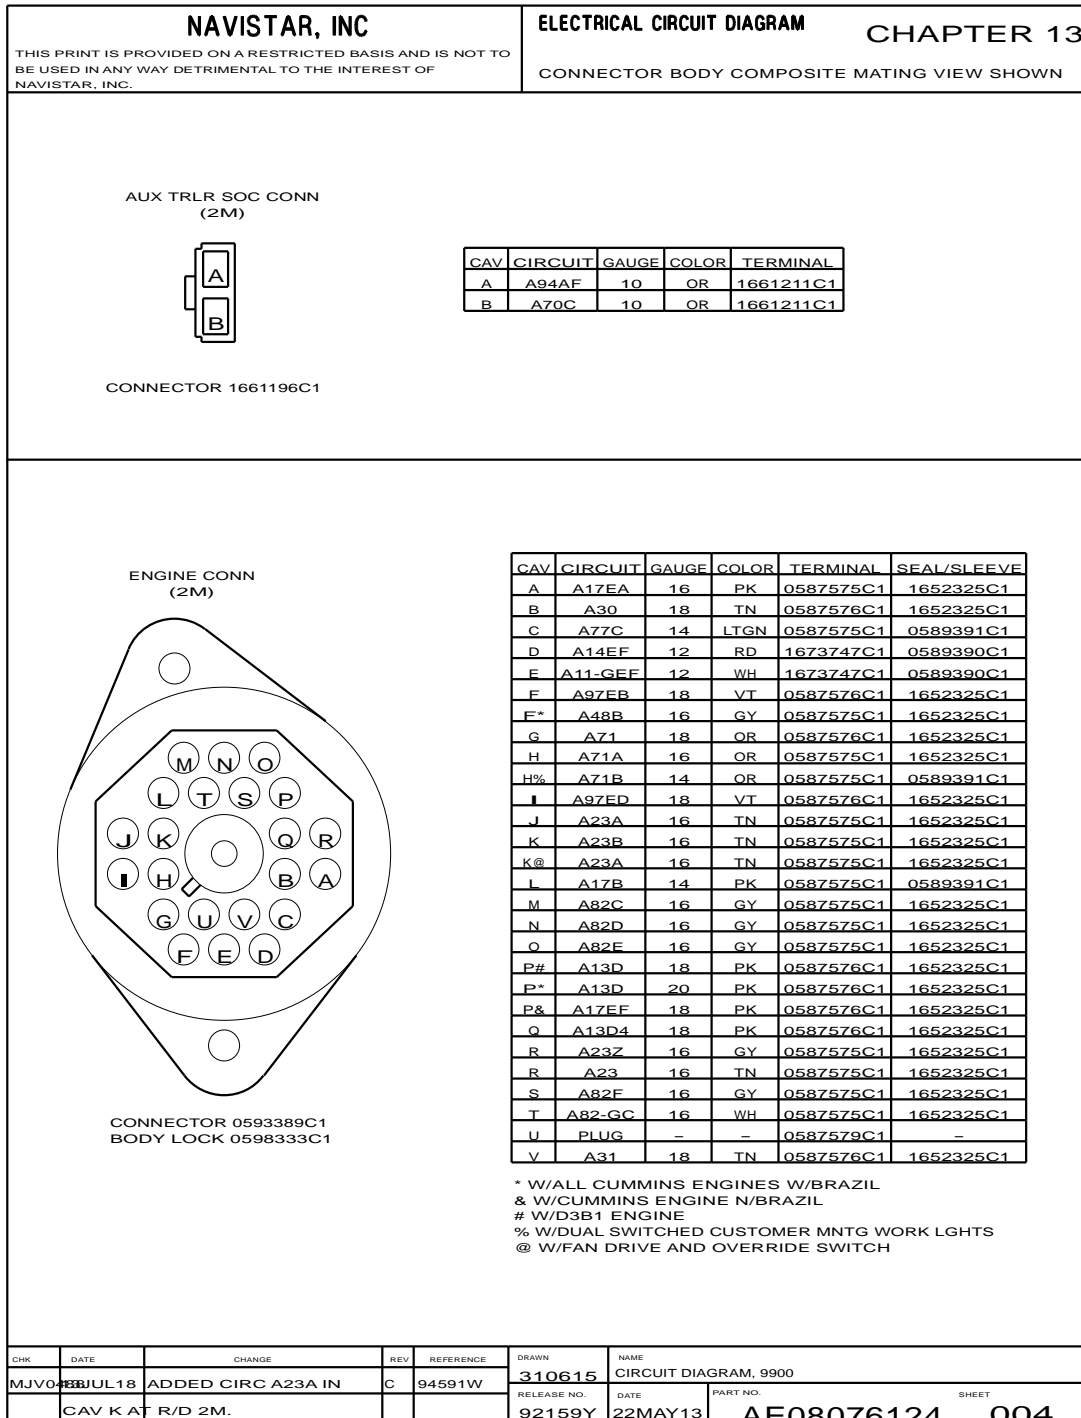 NAVISTAR, INC
THIS PRINT IS PROVIDED ON A RESTRICTED BASIS AND IS NOT TO
BE USED IN ANY WAY DETRIMENTAL TO THE INTEREST OF
NAVISTAR, INC.
ELECTRICAL CIRCUIT DIAGRAM
CHAPTER 13
CONNECTOR BODY COMPOSITE MATING VIEW SHOWN
AUX TRLR SOC CONN
(2M)
A
B
CONNECTOR 1661196C1
CAV CIRCUIT GAUGE COLOR TERMINAL
A A94AF 10 OR 1661211C1
B A70C 10 OR 1661211C1
ENGINE CONN
(2M)
M N O
L T S P
J K Q R
I H B A
G U V C
F E D
CONNECTOR 0593389C1
BODY LOCK 0598333C1
CAV CIRCUIT GAUGE COLOR TERMINAL SEAL/SLEEVE
A A17EA 16 PK 0587575C1 1652325C1
B A30 18 TN 0587576C1 1652325C1
C A77C 14 LTGN 0587575C1 0589391C1
D A14EF 12 RD 1673747C1 0589390C1
E A11-GEF 12 WH 1673747C1 0589390C1
F A97EB 18 VT 0587576C1 1652325C1
F* A48B 16 GY 0587575C1 1652325C1
G A71 18 OR 0587576C1 1652325C1
H A71A 16 OR 0587575C1 1652325C1
H% A71B 14 OR 0587575C1 0589391C1
I A97ED 18 VT 0587576C1 1652325C1
J A23A 16 TN 0587575C1 1652325C1
K A23B 16 TN 0587575C1 1652325C1
K@ A23A 16 TN 0587575C1 1652325C1
L A17B 14 PK 0587575C1 0589391C1
M A82C 16 GY 0587575C1 1652325C1
N A82D 16 GY 0587575C1 1652325C1
O A82E 16 GY 0587575C1 1652325C1
P# A13D 18 PK 0587576C1 1652325C1
P* A13D 20 PK 0587576C1 1652325C1
P& A17EF 18 PK 0587576C1 1652325C1
Q A13D4 18 PK 0587576C1 1652325C1
R A23Z 16 GY 0587575C1 1652325C1
R A23 16 TN 0587575C1 1652325C1
S A82F 16 GY 0587575C1 1652325C1
T A82-GC 16 WH 0587575C1 1652325C1
U PLUG – – 0587579C1 –
V A31 18 TN 0587576C1 1652325C1
* W/ALL CUMMINS ENGINES W/BRAZIL
& W/CUMMINS ENGINE N/BRAZIL
# W/D3B1 ENGINE
% W/DUAL SWITCHED CUSTOMER MNTG WORK LGHTS
@ W/FAN DRIVE AND OVERRIDE SWITCH
CHK DATE CHANGE REV REFERENCE
ADDED CIRC A23A IN C 94591W
CAV K AT R/D 2M.
DRAWN
310615
NAME
CIRCUIT DIAGRAM, 9900
RELEASE NO.
92159Y
DATE
22MAY13
PART NO.
AE08076124
SHEET
004